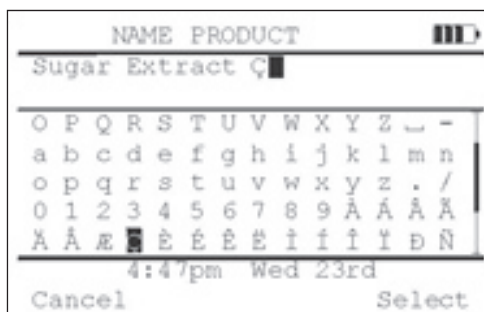 NAME PRODUCT
Sugar Extract Ç
O P Q R S T U V W X Y Z ⎵ -
a b c d e f g h i j k l m n
o p q r s t u v w x y z . /
0 1 2 3 4 5 6 7 8 9 À Á Â Ã
Ä Å Æ Ç È É Ê Ë Ì Í Î Ï Ð Ñ
4:47pm Wed 23rd
Cancel Select